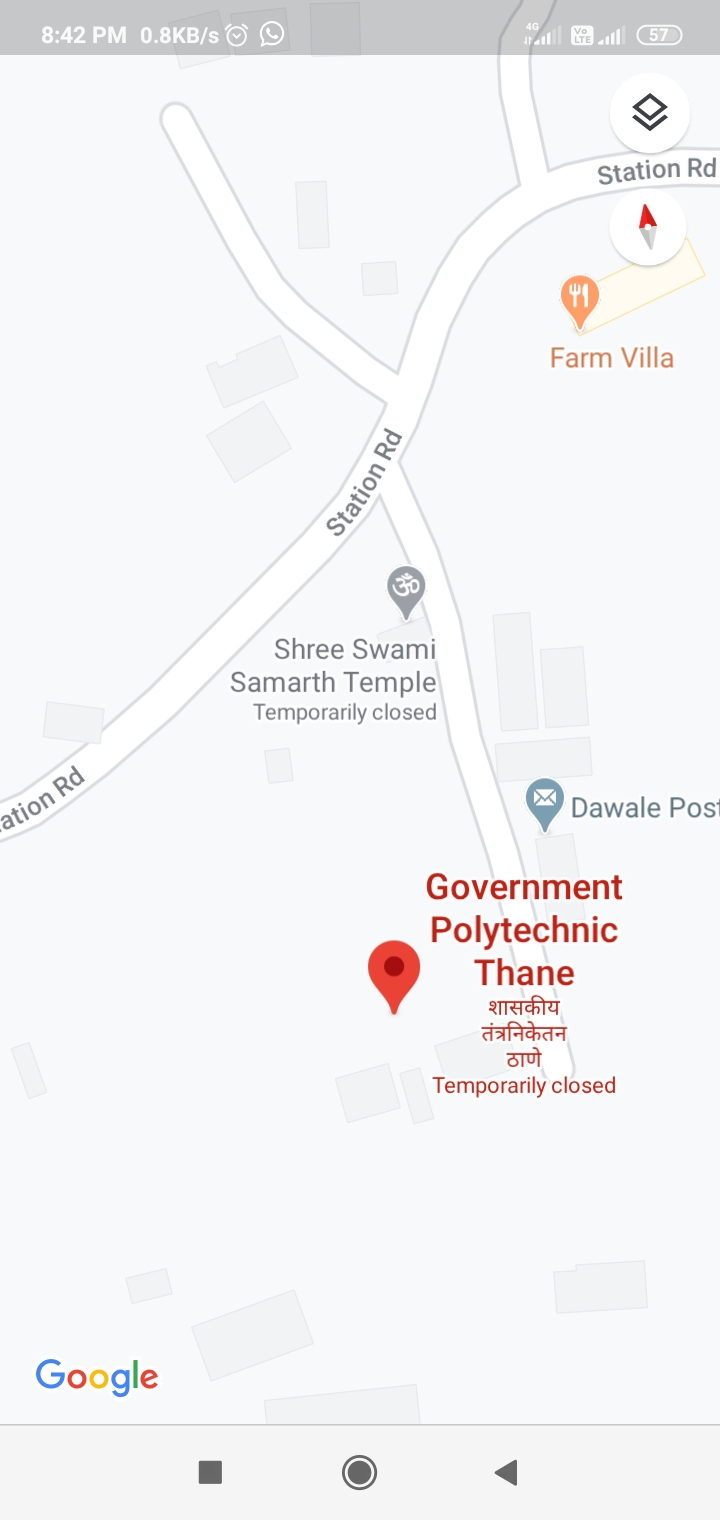 8:42 PM 0.8KB/s 4G Vo LTE 57
Station Rd
Farm Villa
Station Rd
ॐ
Shree Swami
Samarth Temple
Temporarily closed
ation Rd
Dawale Post
Government
Polytechnic
Thane
शासकीय
तंत्रनिकेतन
ठाणे
Temporarily closed
Google